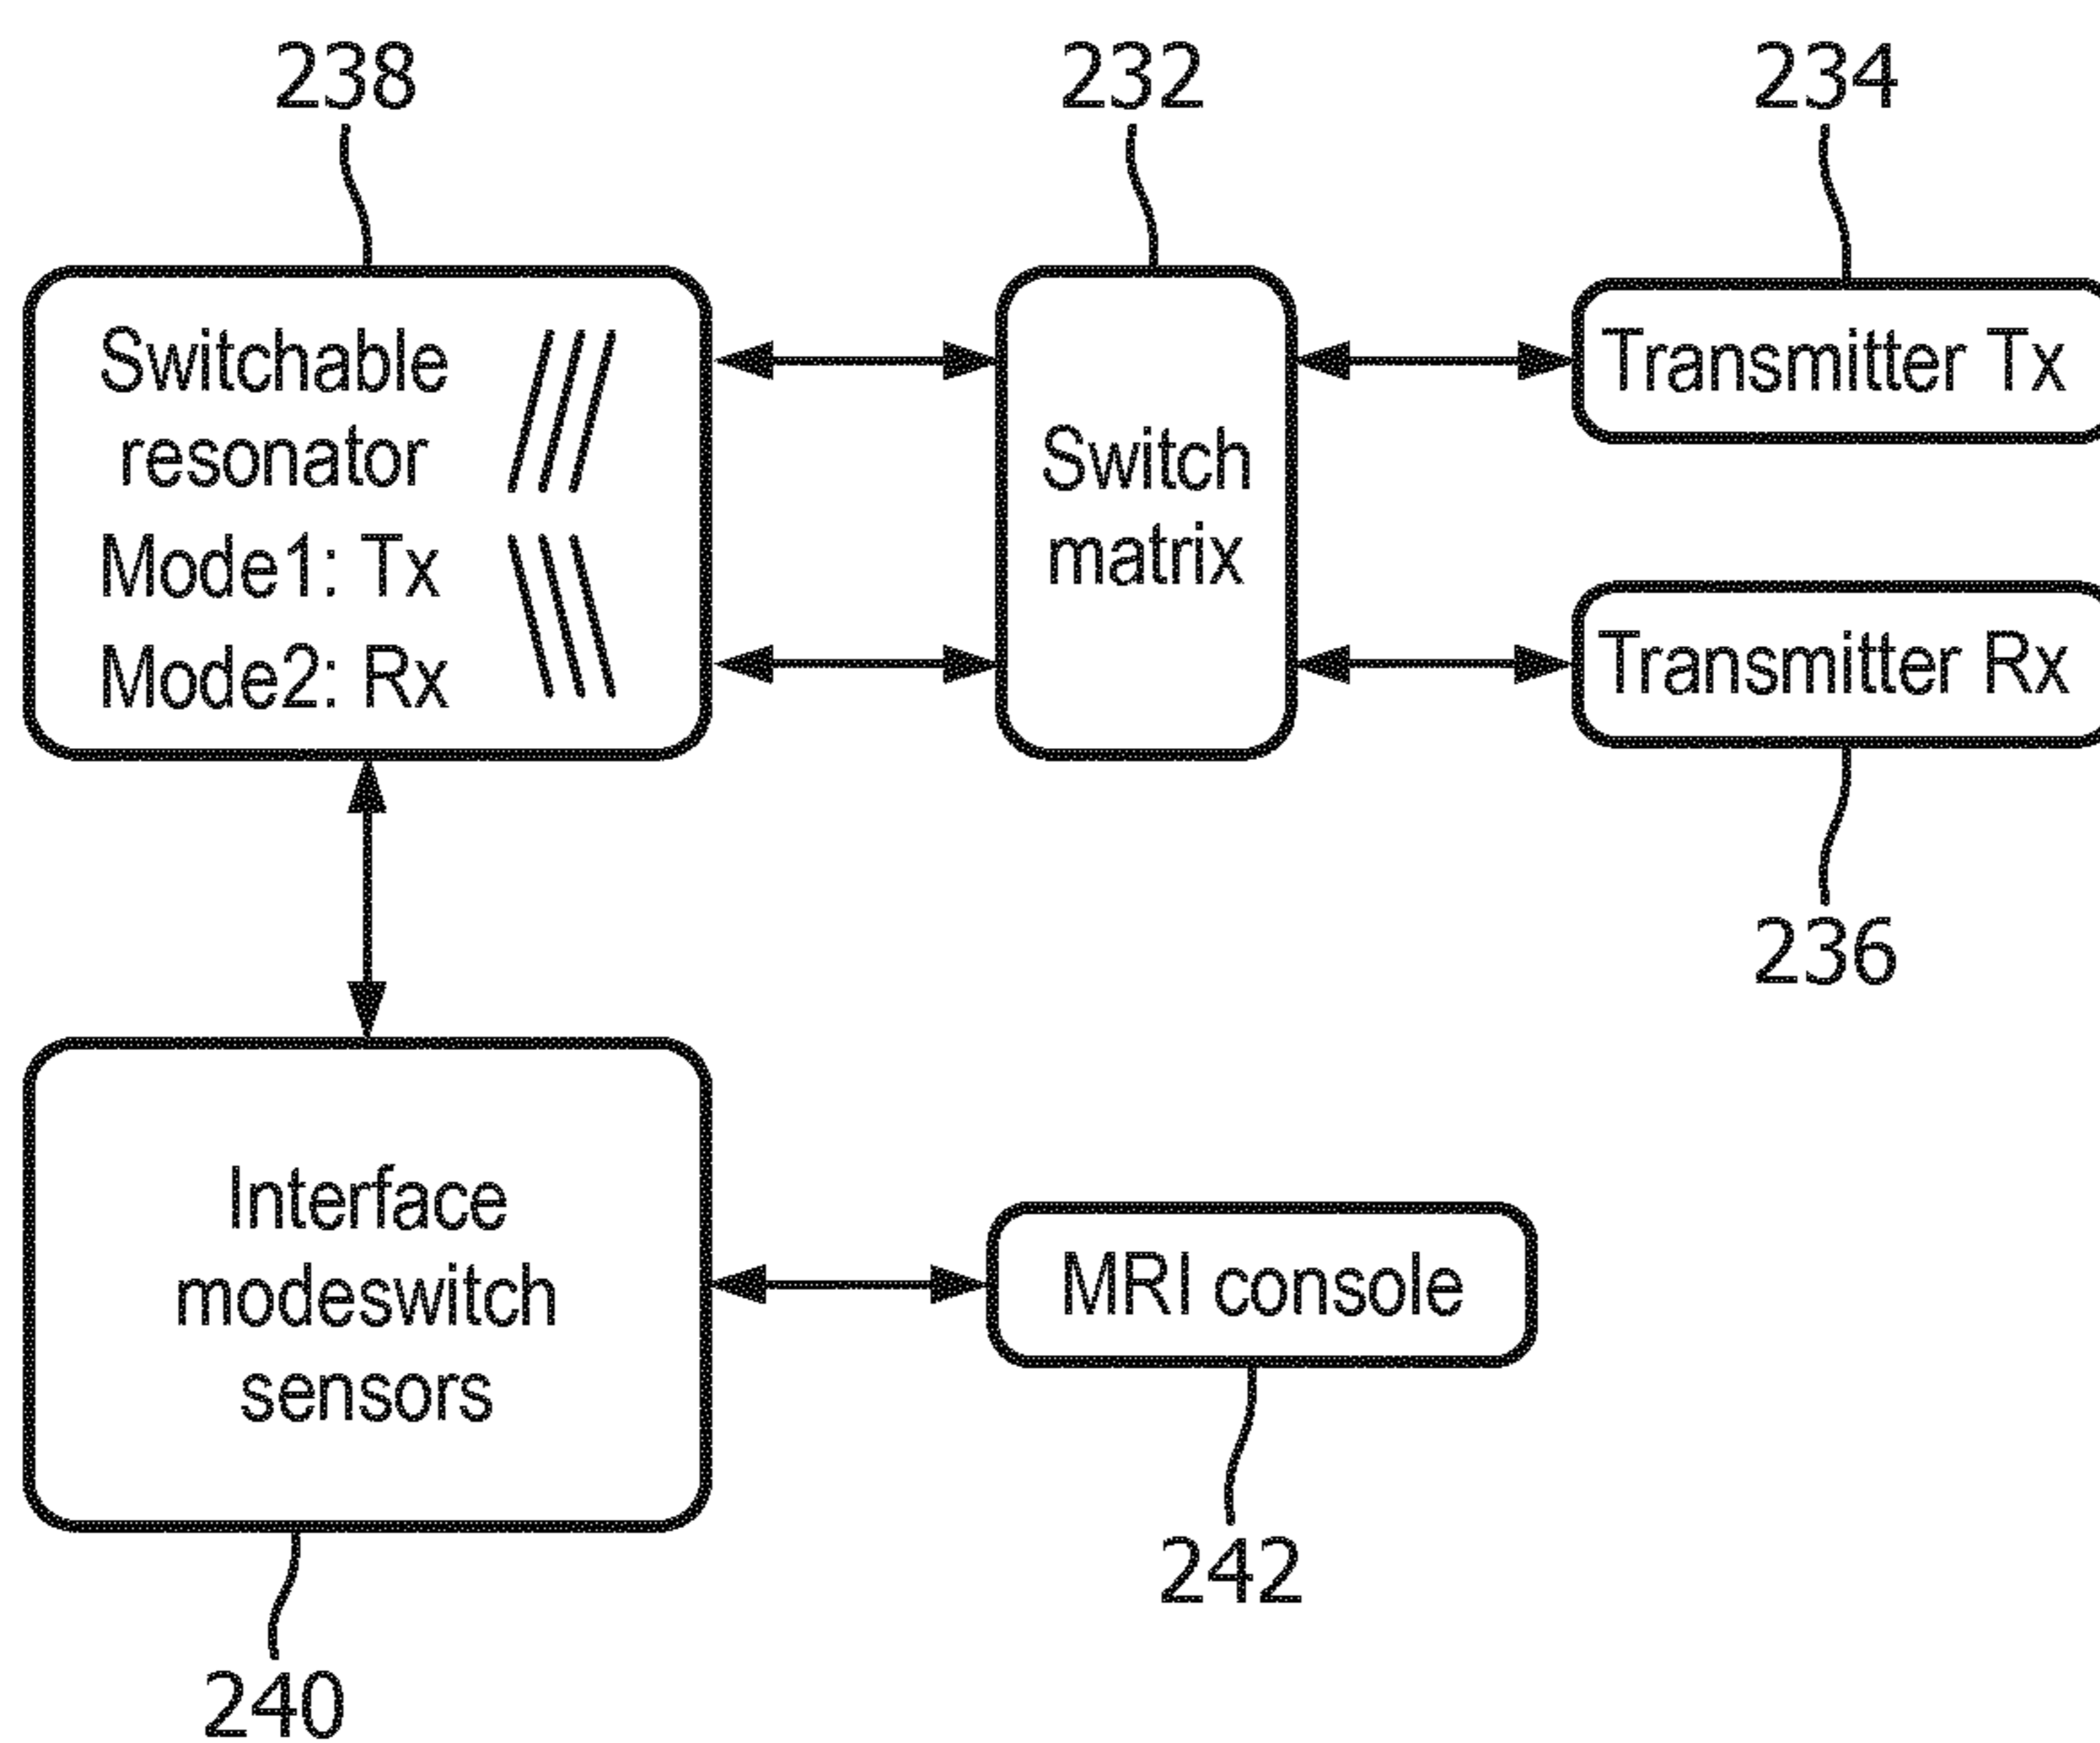 238
232
234
Switchable
resonator
Mode1: Tx
Mode2: Rx
Switch
matrix
Transmitter Tx
Transmitter Rx
236
Interface
modeswitch
sensors
MRI console
242
240